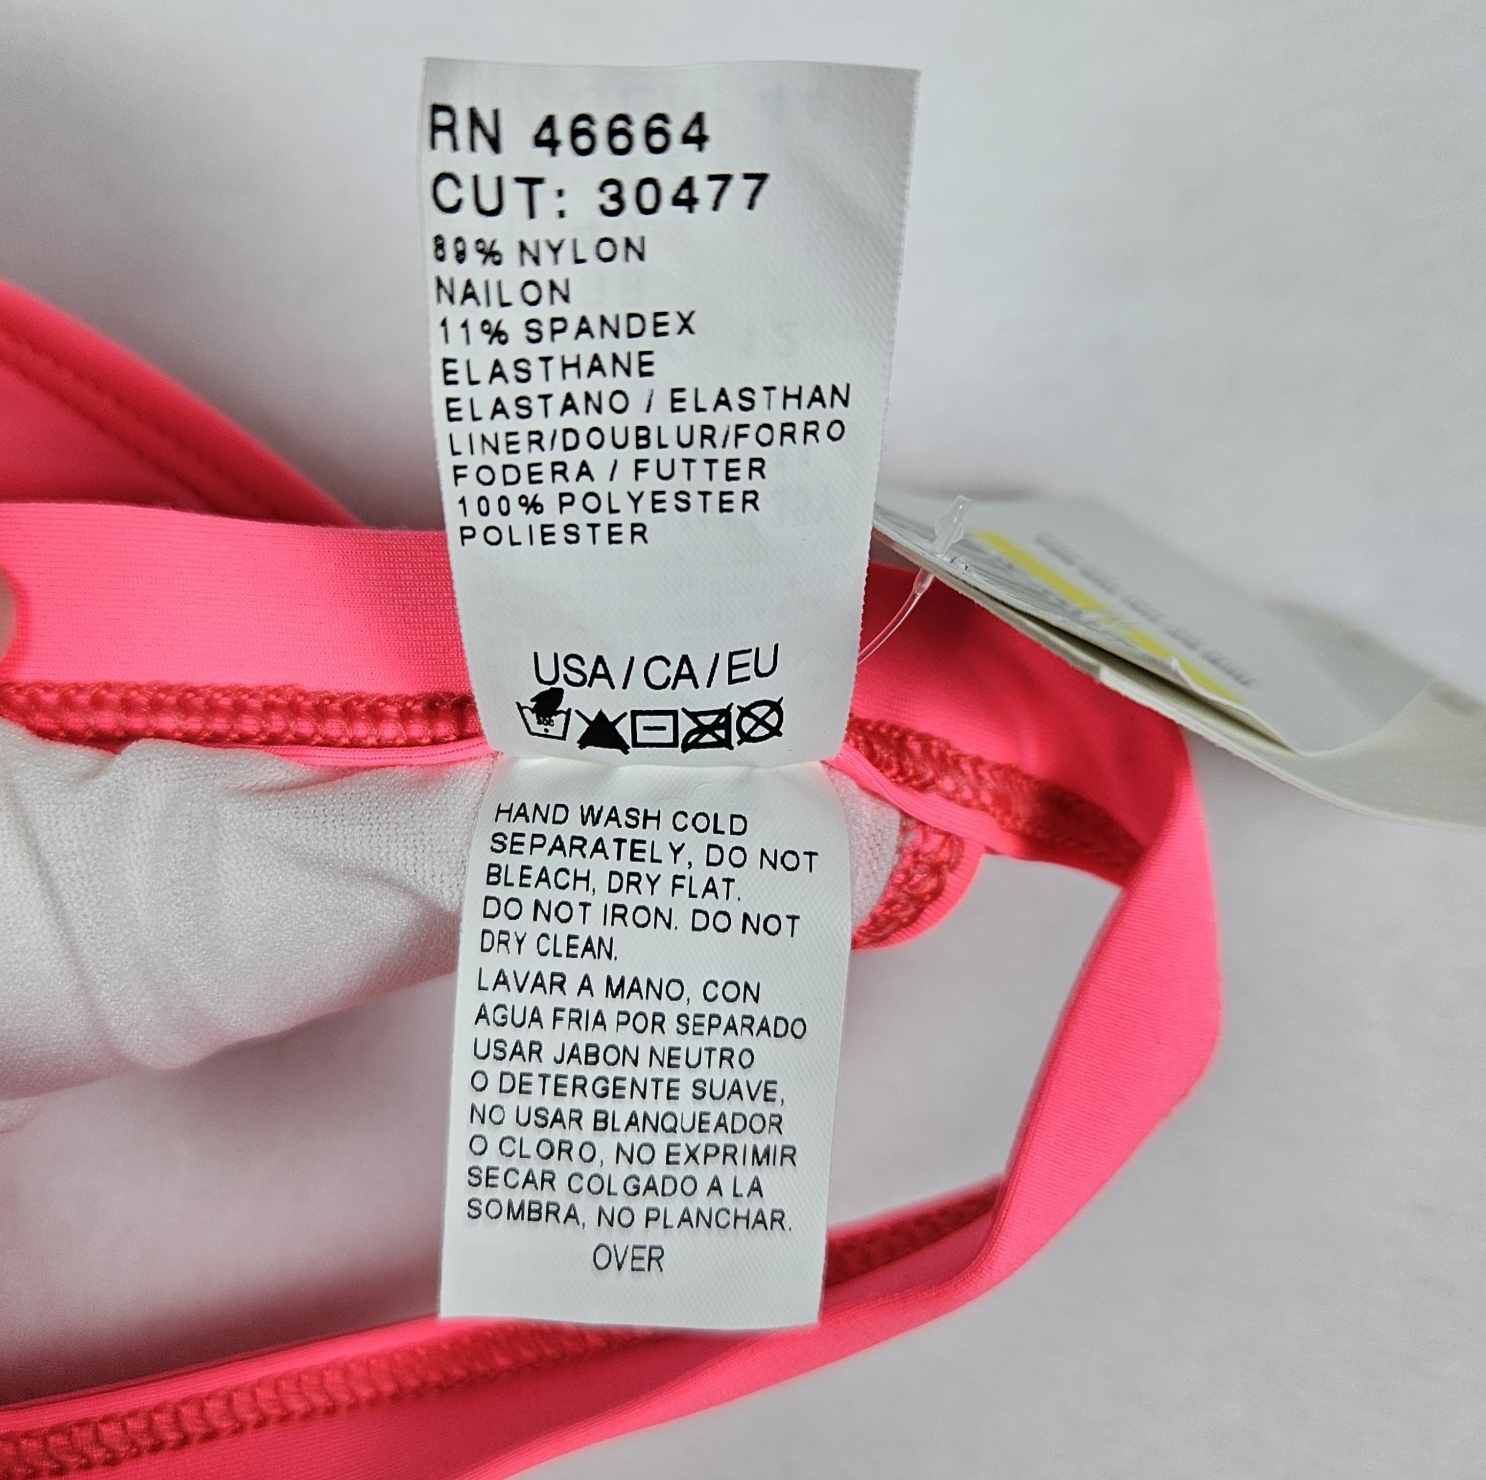 RN 46664
CUT: 30477
89% NYLON
NAILON
11% SPANDEX
ELASTHANE
ELASTANO / ELASTHAN
LINER/DOUBLUR/FORRO
FODERA / FUTTER
100% POLYESTER
POLIESTER
USA/CA/EU
HAND WASH COLD
SEPARATELY, DO NOT
BLEACH, DRY FLAT.
DO NOT IRON. DO NOT
DRY CLEAN.
LAVAR A MANO, CON
AGUA FRIA POR SEPARADO
USAR JABON NEUTRO
O DETERGENTE SUAVE,
NO USAR BLANQUEADOR
O CLORO, NO EXPRIMIR
SECAR COLGADO A LA
SOMBRA, NO PLANCHAR.
OVER